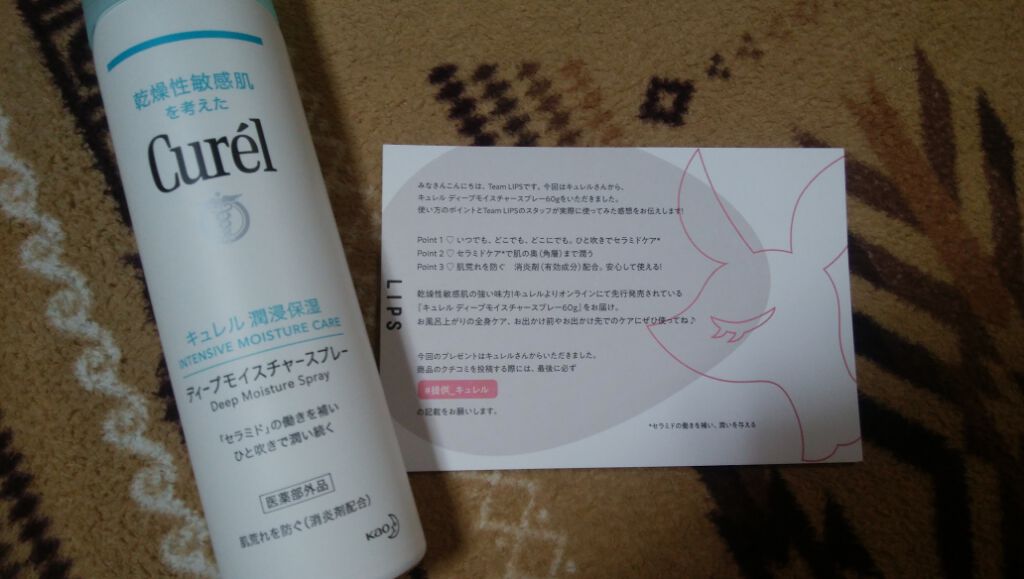 乾燥性敏感肌
を考えた
Curél
キュレル 潤浸保湿
INTENSIVE MOISTURE CARE
ディープモイスチャースプレー
Deep Moisture Spray
「セラミド」の働きを補い
ひと吹きで潤い続く
医薬部外品
肌荒れを防ぐ(消炎剤配合)
Kao
LIPS
みなさんこんにちは、Team LIPSです。今回はキュレルさんから、
キュレル ディープモイスチャースプレー60gをいただきました。
使い方のポイントとTeam LIPSのスタッフが実際に使ってみた感想をお伝えします!
Point 1 ♡ いつでも、どこでも、どこにでも。ひと吹きでセラミドケア*
Point 2 ♡ セラミドケア*で肌の奥(角層)まで潤う
Point 3 ♡ 肌荒れを防ぐ 消炎剤(有効成分)配合。安心して使える!
乾燥性敏感肌の強い味方!キュレルよりオンラインにて先行発売されている
「キュレル ディープモイスチャースプレー60g」をお届け。
お風呂上がりの全身ケア、お出かけ前やお出かけ先でのケアにぜひ使ってね♪
今回のプレゼントはキュレルさんからいただきました。
商品のクチコミを投稿する際には、最後に必ず
#提供_キュレル
の記載をお願いします。
*セラミドの働きを補い、潤いを与える